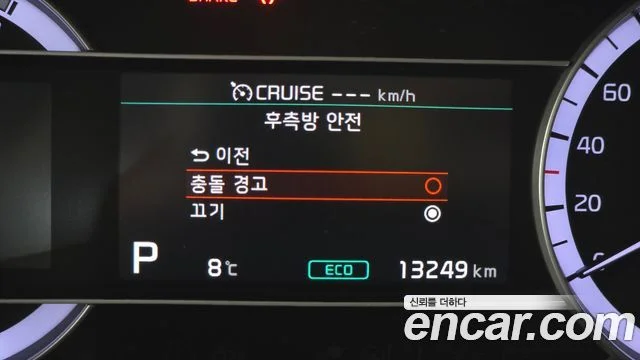 CRUISE --- km/h
후측방 안전
이전
충돌 경고
끄기
P 8℃ ECO 13249 km
60
40
20
0
신뢰를 더하다
encar.com